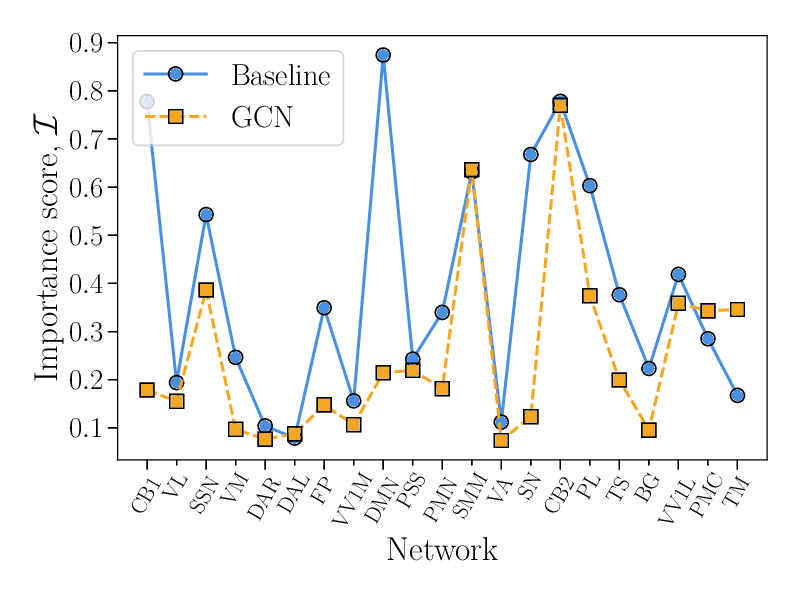 0.9
0.8
0.7
0.6
0.5
0.4
0.3
0.2
0.1
Importance score, ℐ
Baseline
GCN
CB1
VL
SSN
VM
DAR
DAL
FP
VV1M
DMN
PSS
PMN
SMM
VA
SN
CB2
PL
TS
BG
VV1L
PMC
TM
Network